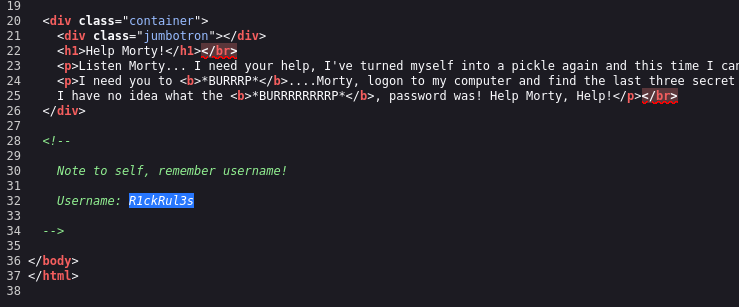 19
20 <div class="container">
21 <div class="jumbotron"></div>
22 <h1>Help Morty!</h1></br>
23 <p>Listen Morty... I need your help, I've turned myself into a pickle again and this time I can
24 <p>I need you to <b>*BURRRP*</b>....Morty, logon to my computer and find the last three secret
25 I have no idea what the <b>*BURRRRRRRRP*</b>, password was! Help Morty, Help!</p></br>
26 </div>
27
28 <!--
29
30 Note to self, remember username!
31
32 Username: R1ckRul3s
33
34 -->
35
36 </body>
37 </html>
38